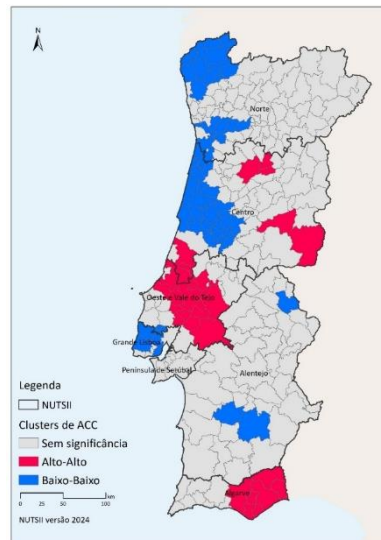 N
Norte
Centro
Oeste e Vale do Tejo
Grande Lisboa
Península de Setúbal
Alentejo
Algarve
Legenda
NUTSII
Clusters de ACC
Sem significância
Alto-Alto
Baixo-Baixo
0 25 50 100
km
NUTSII versão 2024